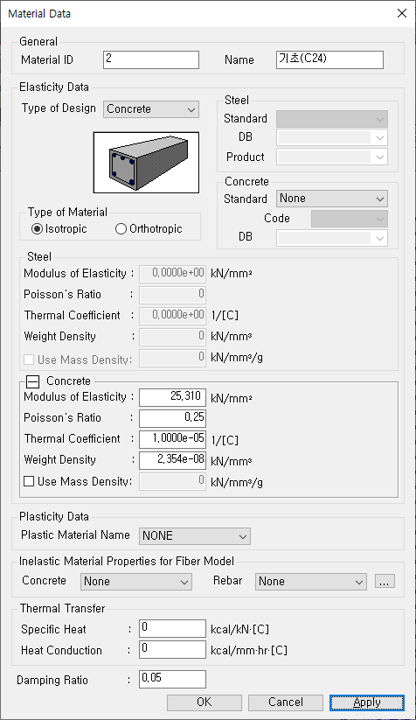 Material Data
General
Material ID 2 Name 기초(C24)
Elasticity Data
Type of Design Concrete
Steel
Standard
DB
Product
Concrete
Standard None
Code
DB
Type of Material
Isotropic Orthotropic
Steel
Modulus of Elasticity : 0,0000e+00 kN/mm²
Poisson's Ratio : 0
Thermal Coefficient : 0,0000e+00 1/[C]
Weight Density : 0 kN/mm³
Use Mass Density: 0 kN/mm³/g
Concrete
Modulus of Elasticity : 25,310 kN/mm²
Poisson's Ratio : 0,25
Thermal Coefficient : 1,0000e-05 1/[C]
Weight Density : 2,354e-08 kN/mm³
Use Mass Density: 0 kN/mm³/g
Plasticity Data
Plastic Material Name NONE
Inelastic Material Properties for Fiber Model
Concrete None Rebar None ...
Thermal Transfer
Specific Heat : 0 kcal/kN·[C]
Heat Conduction : 0 kcal/mm·hr·[C]
Damping Ratio : 0,05
OK Cancel Apply